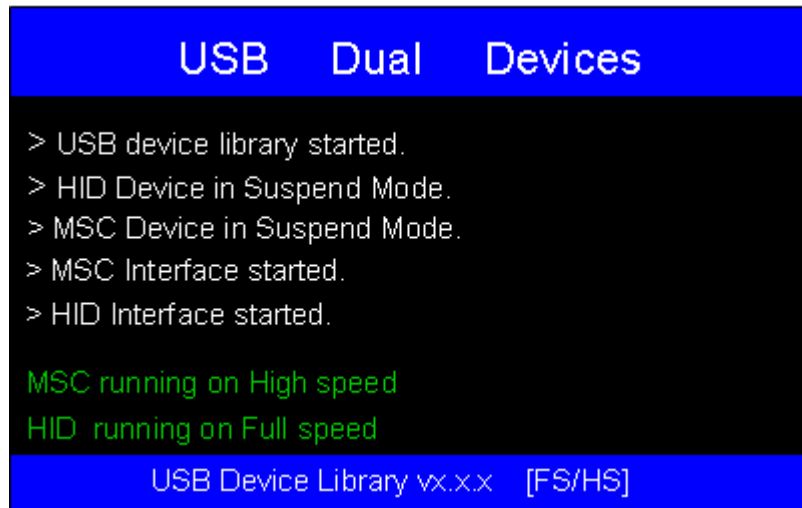 USB Dual Devices
> USB device library started.
> HID Device in Suspend Mode.
> MSC Device in Suspend Mode.
> MSC Interface started.
> HID Interface started.
MSC running on High speed
HID running on Full speed
USB Device Library vx.x.x [FS/HS]